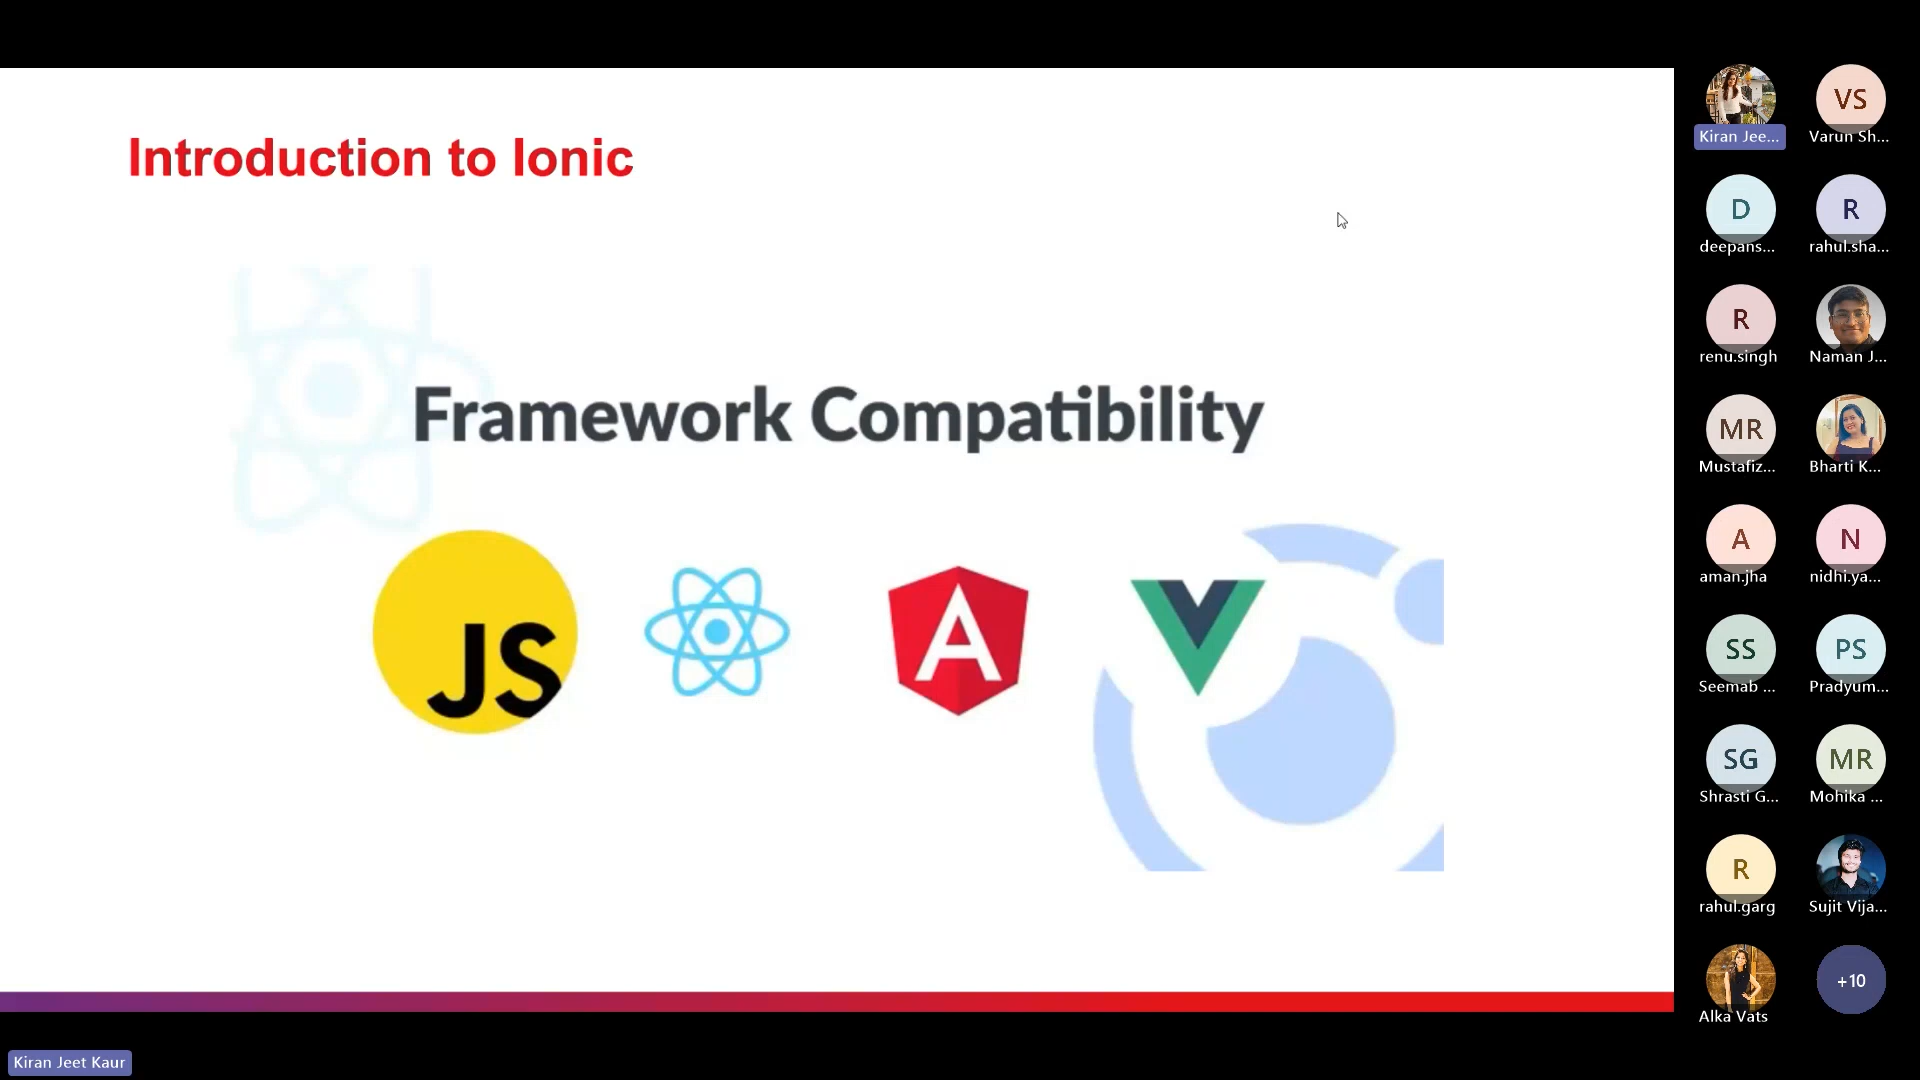 Introduction to Ionic
Framework Compatibility
JS
A
Kiran Jee...
VS
Varun Sh...
D
deepans...
R
rahul.sha...
R
renu.singh
Naman J...
MR
Mustafiz...
Bharti K...
A
aman.jha
N
nidhi.ya...
SS
Seemab ...
PS
Pradyum...
SG
Shrasti G...
MR
Mohika ...
R
rahul.garg
Sujit Vija...
Alka Vats
+10
Kiran Jeet Kaur